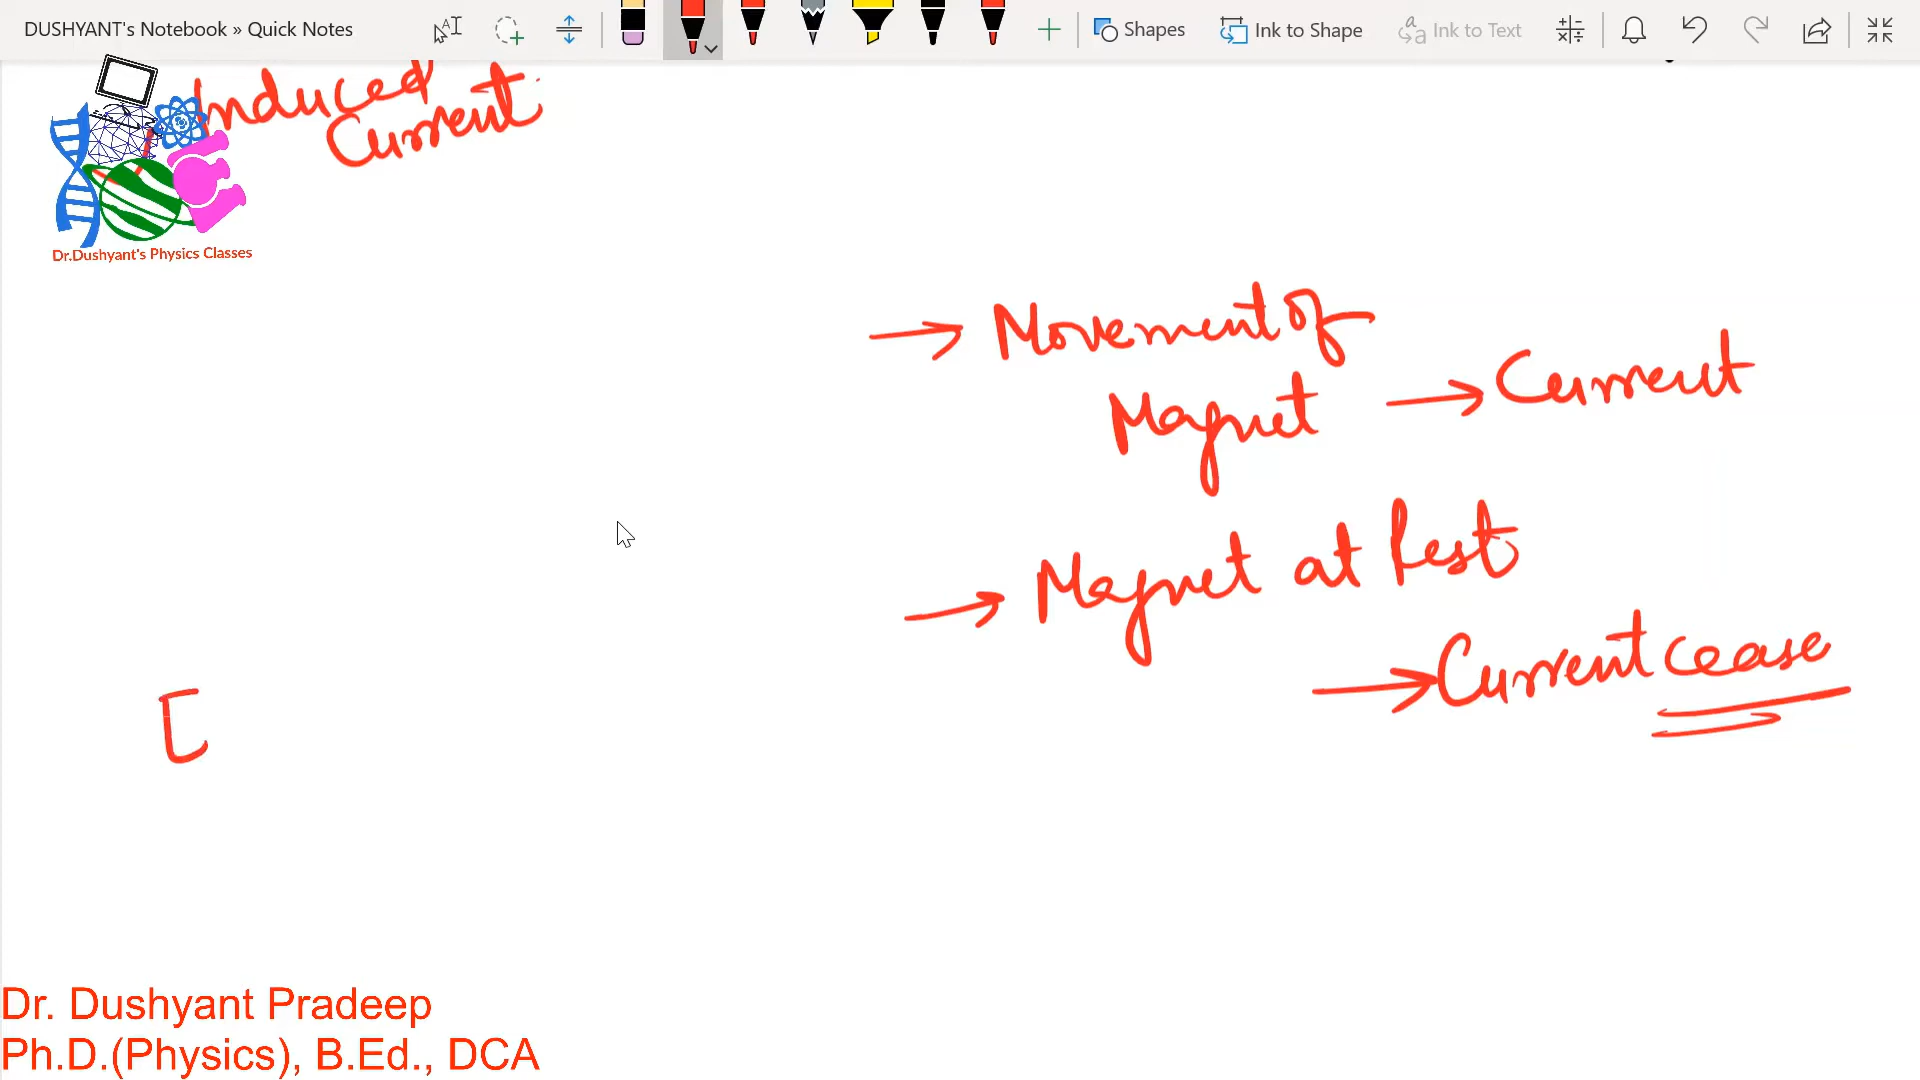 DUSHYANT's Notebook » Quick Notes
Shapes
Ink to Shape
Ink to Text
Induced
Current
Dr.Dushyant's Physics Classes
→ Movement of
Magnet → Current
→ Magnet at Rest
→ Current cease
Dr. Dushyant Pradeep
Ph.D.(Physics), B.Ed., DCA